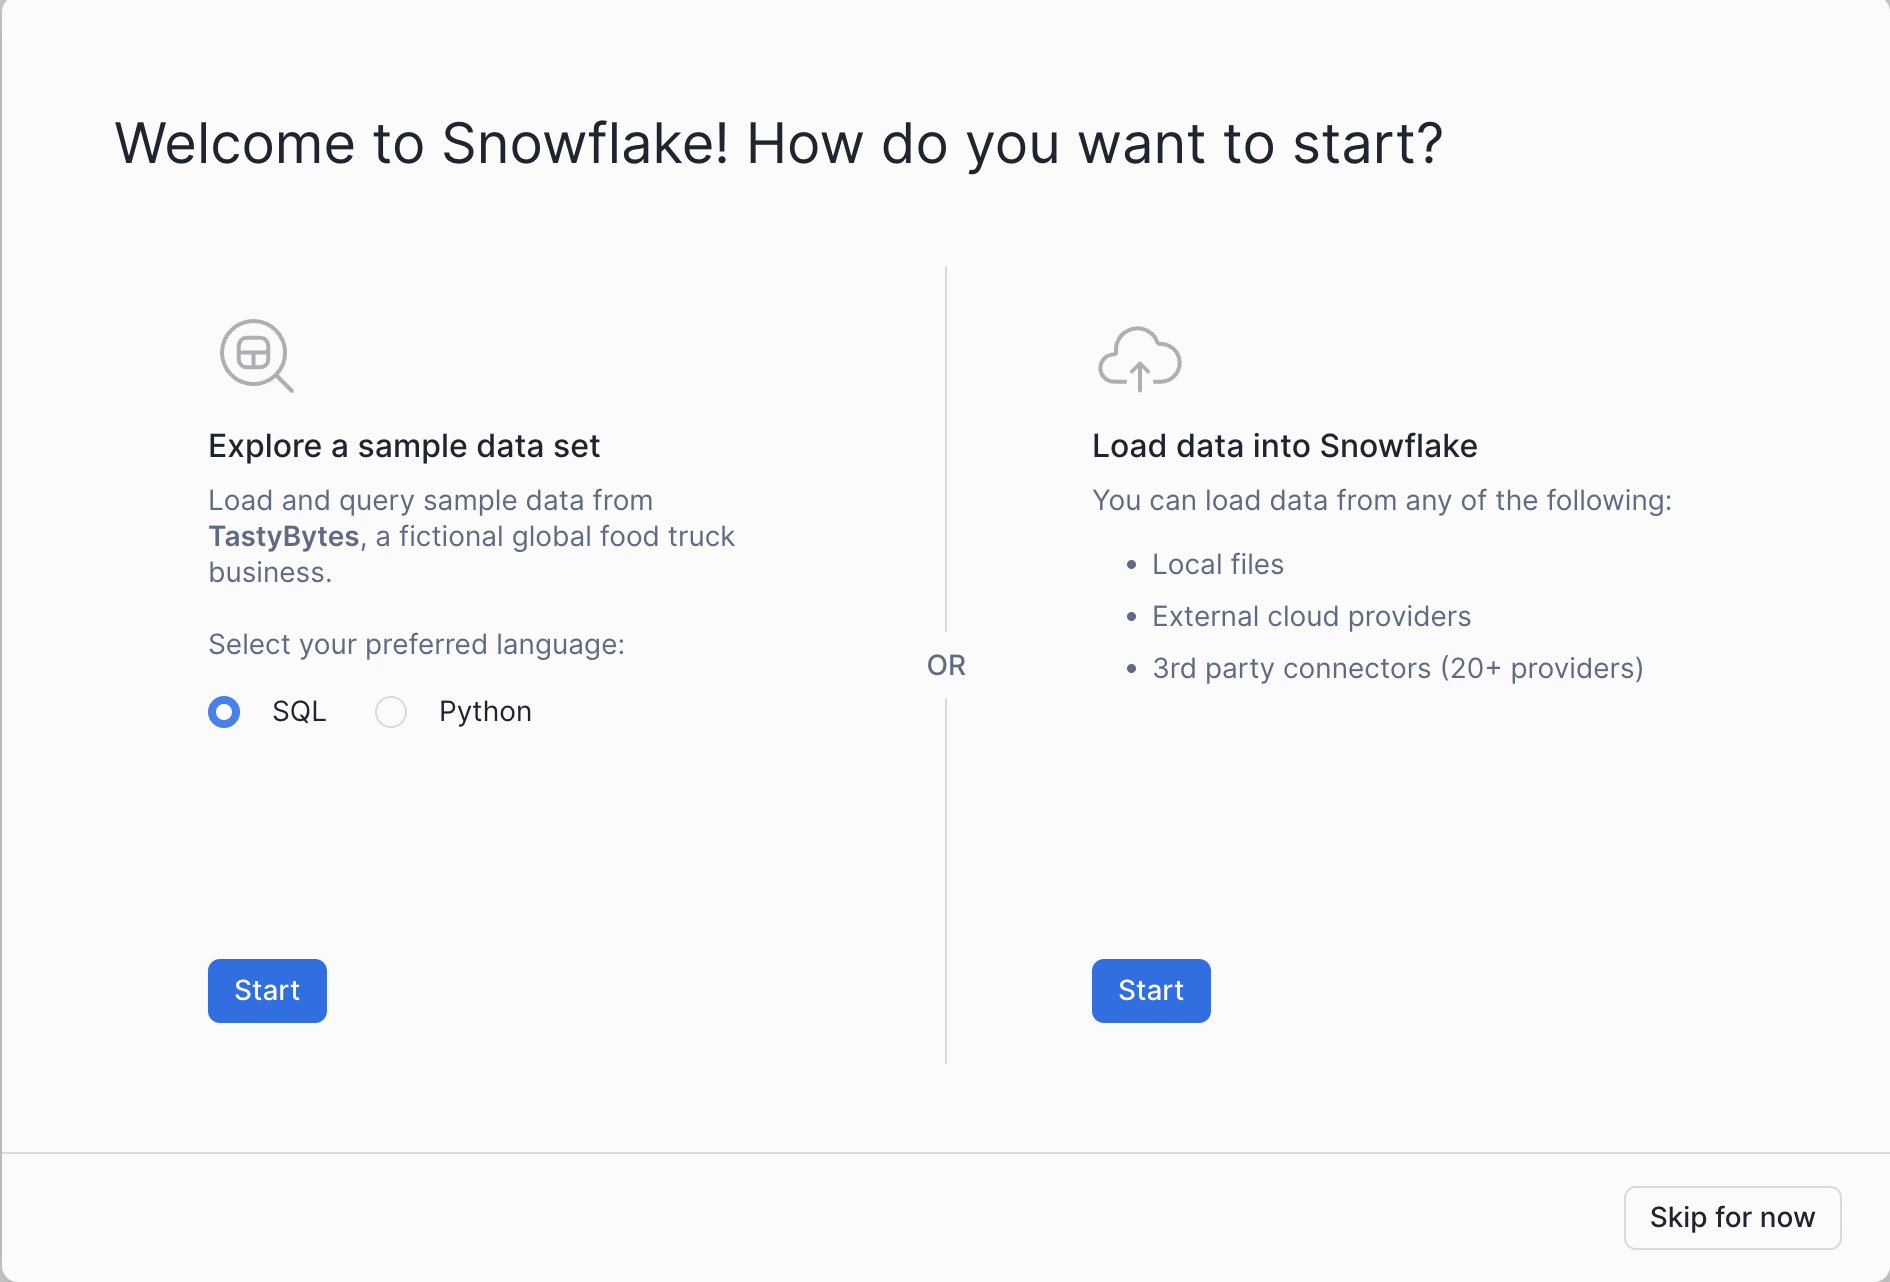 Welcome to Snowflake! How do you want to start?
Explore a sample data set
Load and query sample data from
TastyBytes, a fictional global food truck
business.
Select your preferred language:
SQL
Python
Start
OR
Load data into Snowflake
You can load data from any of the following:
• Local files
• External cloud providers
• 3rd party connectors (20+ providers)
Start
Skip for now